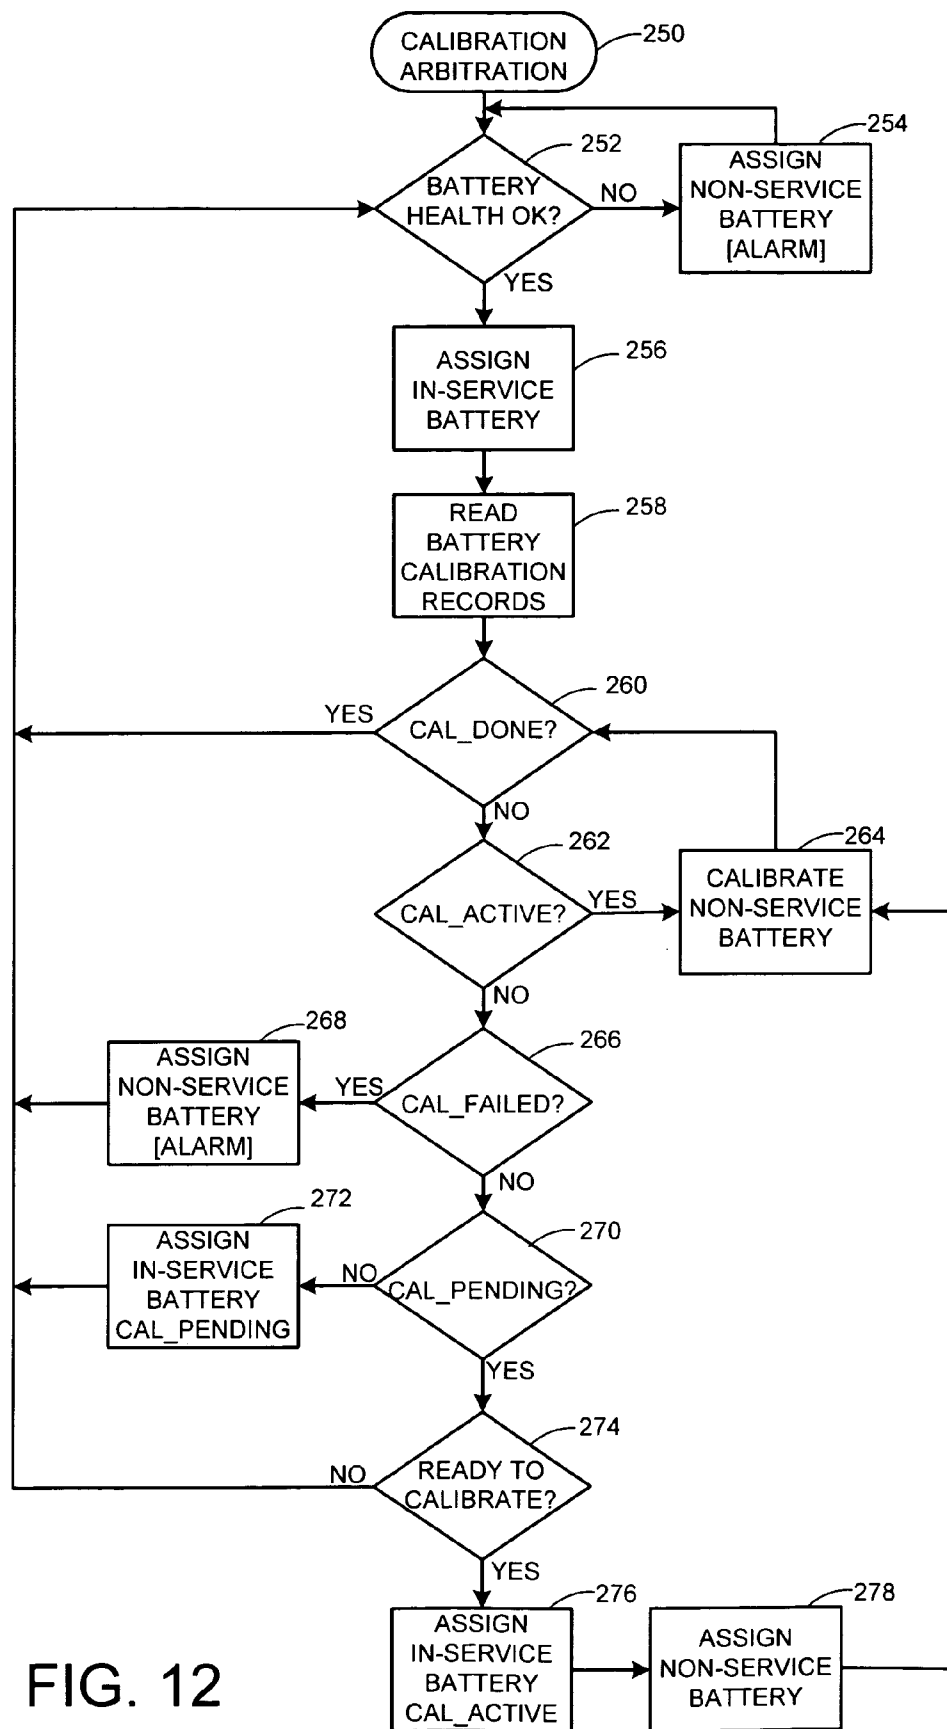 CALIBRATION
ARBITRATION
250
252
BATTERY
HEALTH OK?
NO
254
ASSIGN
NON-SERVICE
BATTERY
[ALARM]
YES
256
ASSIGN
IN-SERVICE
BATTERY
258
READ
BATTERY
CALIBRATION
RECORDS
260
YES
CAL_DONE?
NO
262
CAL_ACTIVE?
YES
264
CALIBRATE
NON-SERVICE
BATTERY
NO
268
ASSIGN
NON-SERVICE
BATTERY
[ALARM]
266
YES
CAL_FAILED?
NO
272
ASSIGN
IN-SERVICE
BATTERY
CAL_PENDING
270
NO
CAL_PENDING?
YES
274
NO
READY TO
CALIBRATE?
YES
276
ASSIGN
IN-SERVICE
BATTERY
CAL_ACTIVE
278
ASSIGN
NON-SERVICE
BATTERY
FIG. 12